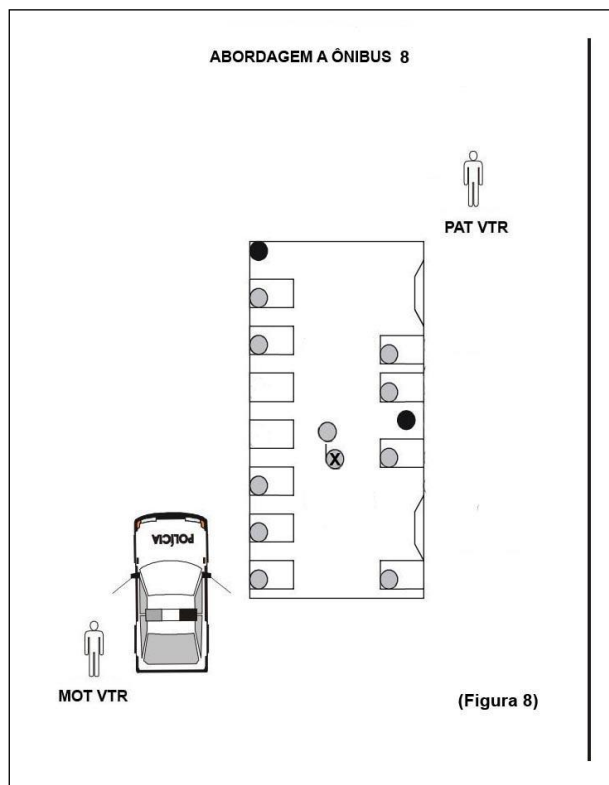 ABORDAGEM A ÔNIBUS 8
PAT VTR
X
POLÍCIA
MOT VTR
(Figura 8)